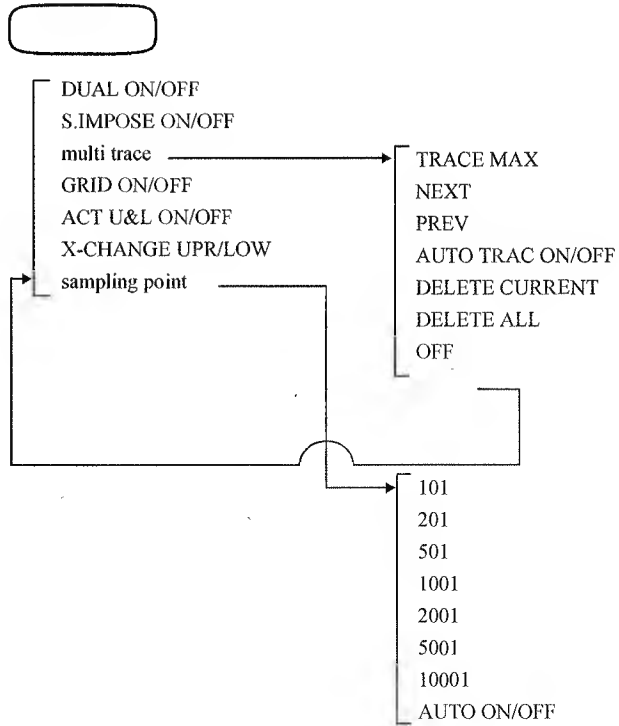 DUAL ON/OFF
S.IMPOSE ON/OFF
multi trace
GRID ON/OFF
ACT U&L ON/OFF
X-CHANGE UPR/LOW
sampling point
TRACE MAX
NEXT
PREV
AUTO TRAC ON/OFF
DELETE CURRENT
DELETE ALL
OFF
101
201
501
1001
2001
5001
10001
AUTO ON/OFF